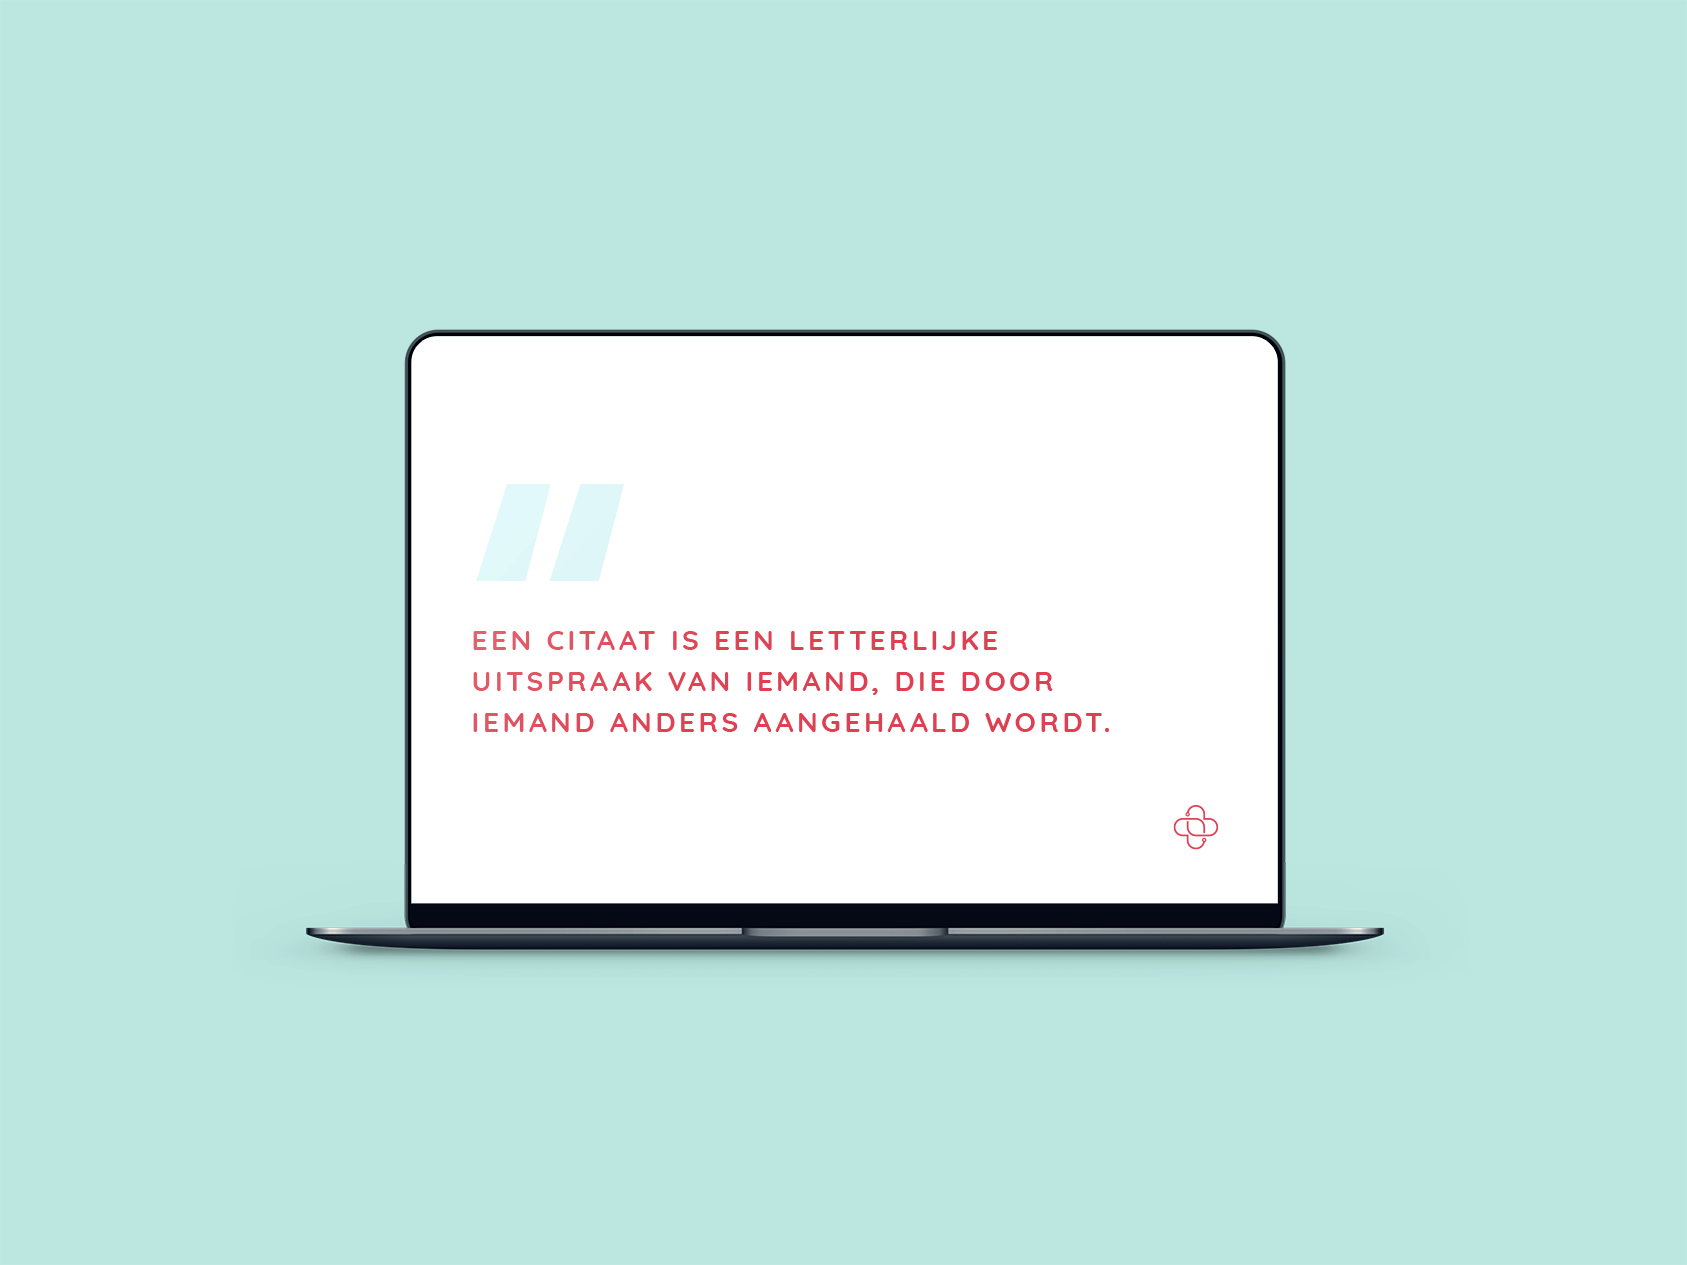 EEN CITAAT IS EEN LETTERLIJKE
UITSPRAAK VAN IEMAND, DIE DOOR
IEMAND ANDERS AANGEHAALD WORDT.